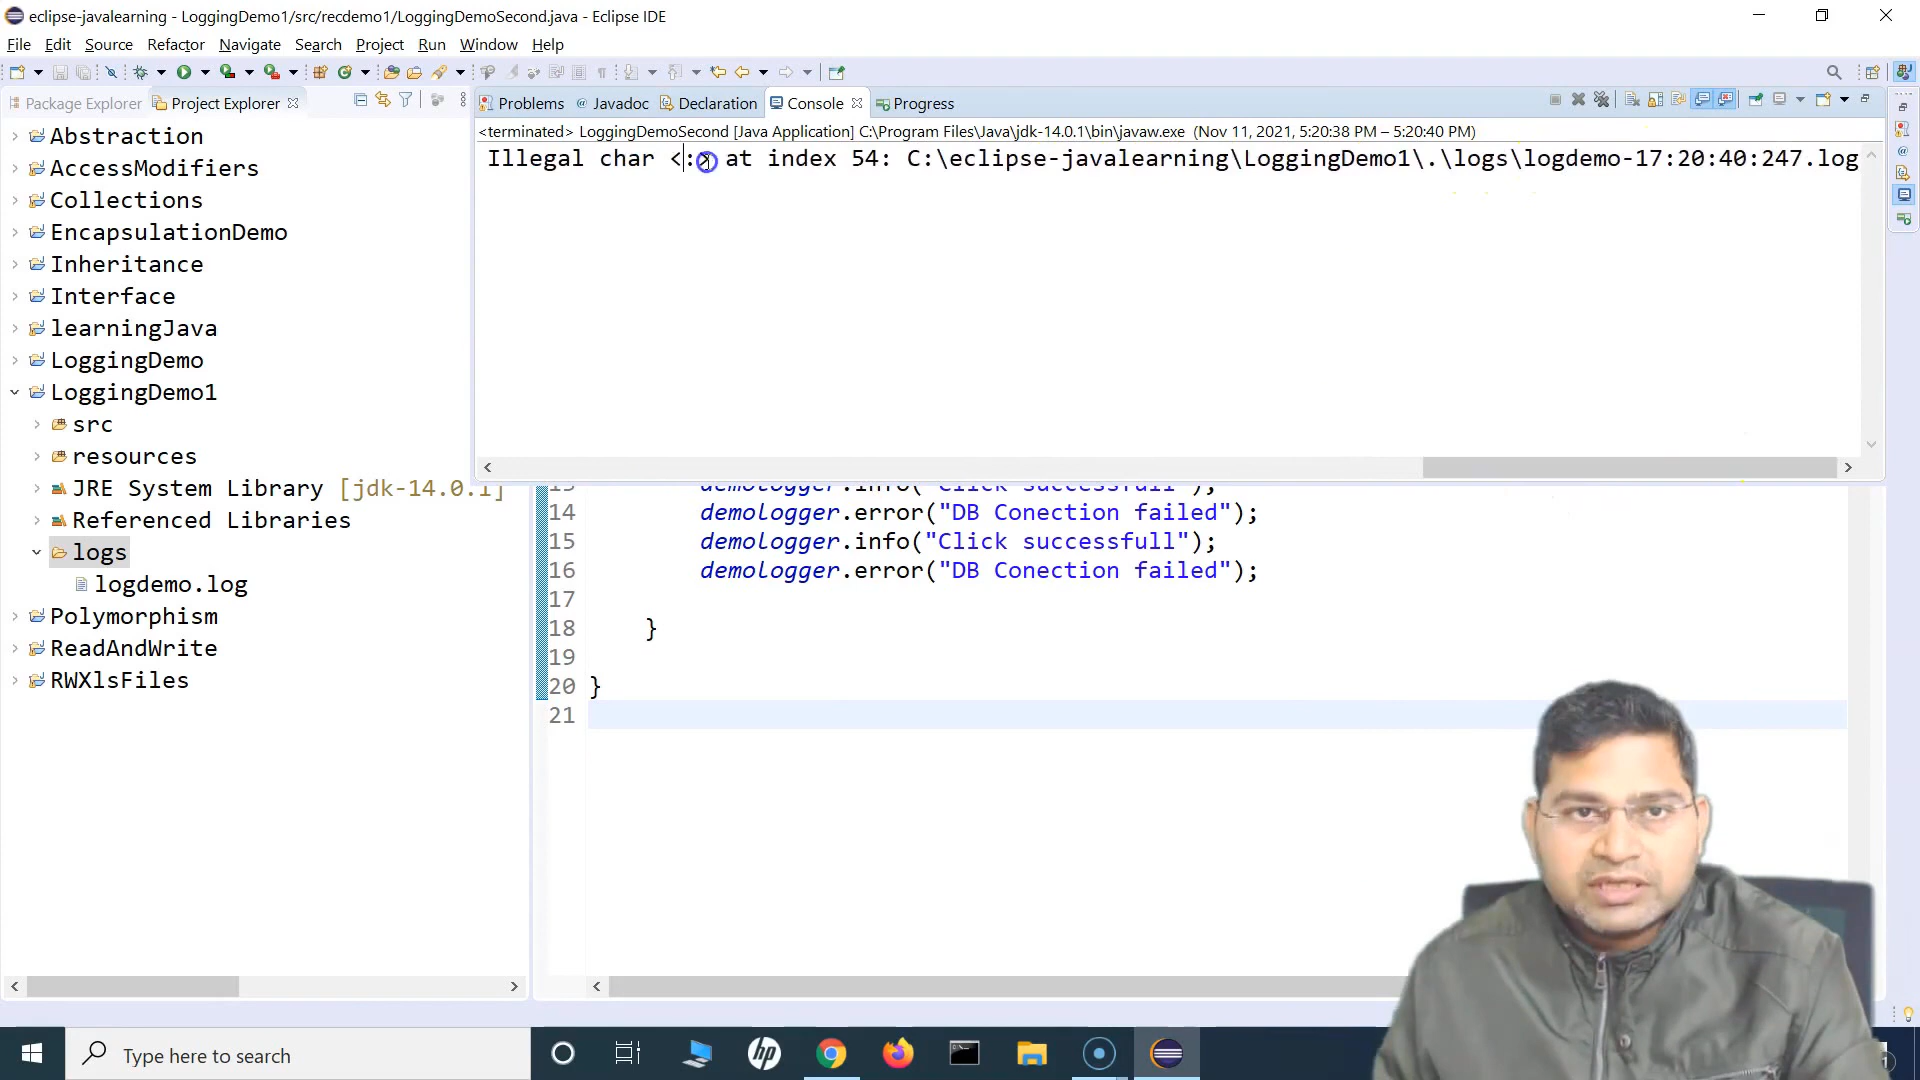 eclipse-javalearning - LoggingDemo1/src/recdemo1/LoggingDemoSecond.java - Eclipse IDE
File Edit Source Refactor Navigate Search Project Run Window Help
Package Explorer Project Explorer
Problems @ Javadoc Declaration Console Progress
<terminated> LoggingDemoSecond [Java Application] C:\Program Files\Java\jdk-14.0.1\bin\javaw.exe (Nov 11, 2021, 5:20:38 PM – 5:20:40 PM)
Illegal char <:> at index 54: C:\eclipse-javalearning\LoggingDemo1\.\logs\logdemo-17:20:40:247.log
Abstraction
AccessModifiers
Collections
EncapsulationDemo
Inheritance
Interface
learningJava
LoggingDemo
LoggingDemo1
src
resources
JRE System Library [jdk-14.0.1]
Referenced Libraries
logs
logdemo.log
Polymorphism
ReadAndWrite
RWXlsFiles
13 demologger.info("Click successfull");
14 demologger.error("DB Conection failed");
15 demologger.info("Click successfull");
16 demologger.error("DB Conection failed");
17
18 }
19
20 }
21
Type here to search
hp